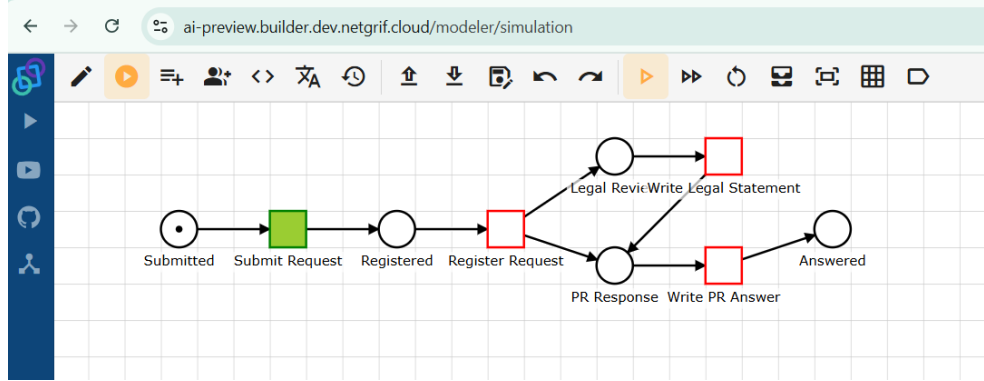 ai-preview.builder.dev.netgrif.cloud/modeler/simulation
Legal Revie
Write Legal Statement
Submitted
Submit Request
Registered
Register Request
Answered
PR Response
Write PR Answer